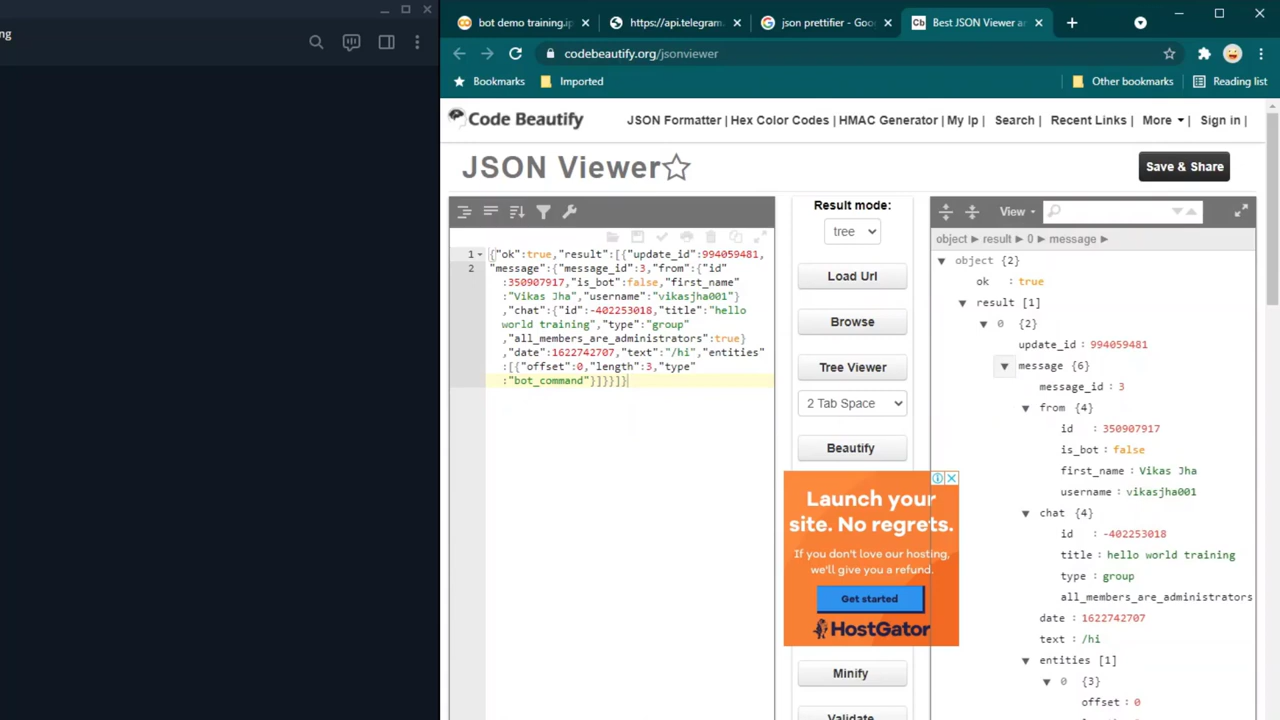 ng
bot demo training.ip
https://api.telegram.
json prettifier - Goo
Best JSON Viewer ar
codebeautify.org/jsonviewer
Bookmarks
Imported
Other bookmarks
Reading list
Code Beautify
JSON Formatter | Hex Color Codes | HMAC Generator | My Ip | Search | Recent Links | More | Sign in |
JSON Viewer
Save & Share
1
2
{"ok":true,"result":[{"update_id":994059481,
"message":{"message_id":3,"from":{"id"
:350907917,"is_bot":false,"first_name"
:"Vikas Jha","username":"vikasjha001"}
,"chat":{"id":-402253018,"title":"hello
world training","type":"group"
,"all_members_are_administrators":true}
,"date":1622742707,"text":"/hi","entities"
:[{"offset":0,"length":3,"type"
:"bot_command"}]}}]}
Result mode:
tree
Load Url
Browse
Tree Viewer
2 Tab Space
Beautify
Launch your
site. No regrets.
If you don't love our hosting,
we'll give you a refund.
Get started
HostGator
Minify
Validate
View
object ▶ result ▶ 0 ▶ message ▶
object {2}
ok : true
result [1]
0 {2}
update_id : 994059481
message {6}
message_id : 3
from {4}
id : 350907917
is_bot : false
first_name : Vikas Jha
username : vikasjha001
chat {4}
id : -402253018
title : hello world training
type : group
all_members_are_administrators
date : 1622742707
text : /hi
entities [1]
0 {3}
offset : 0